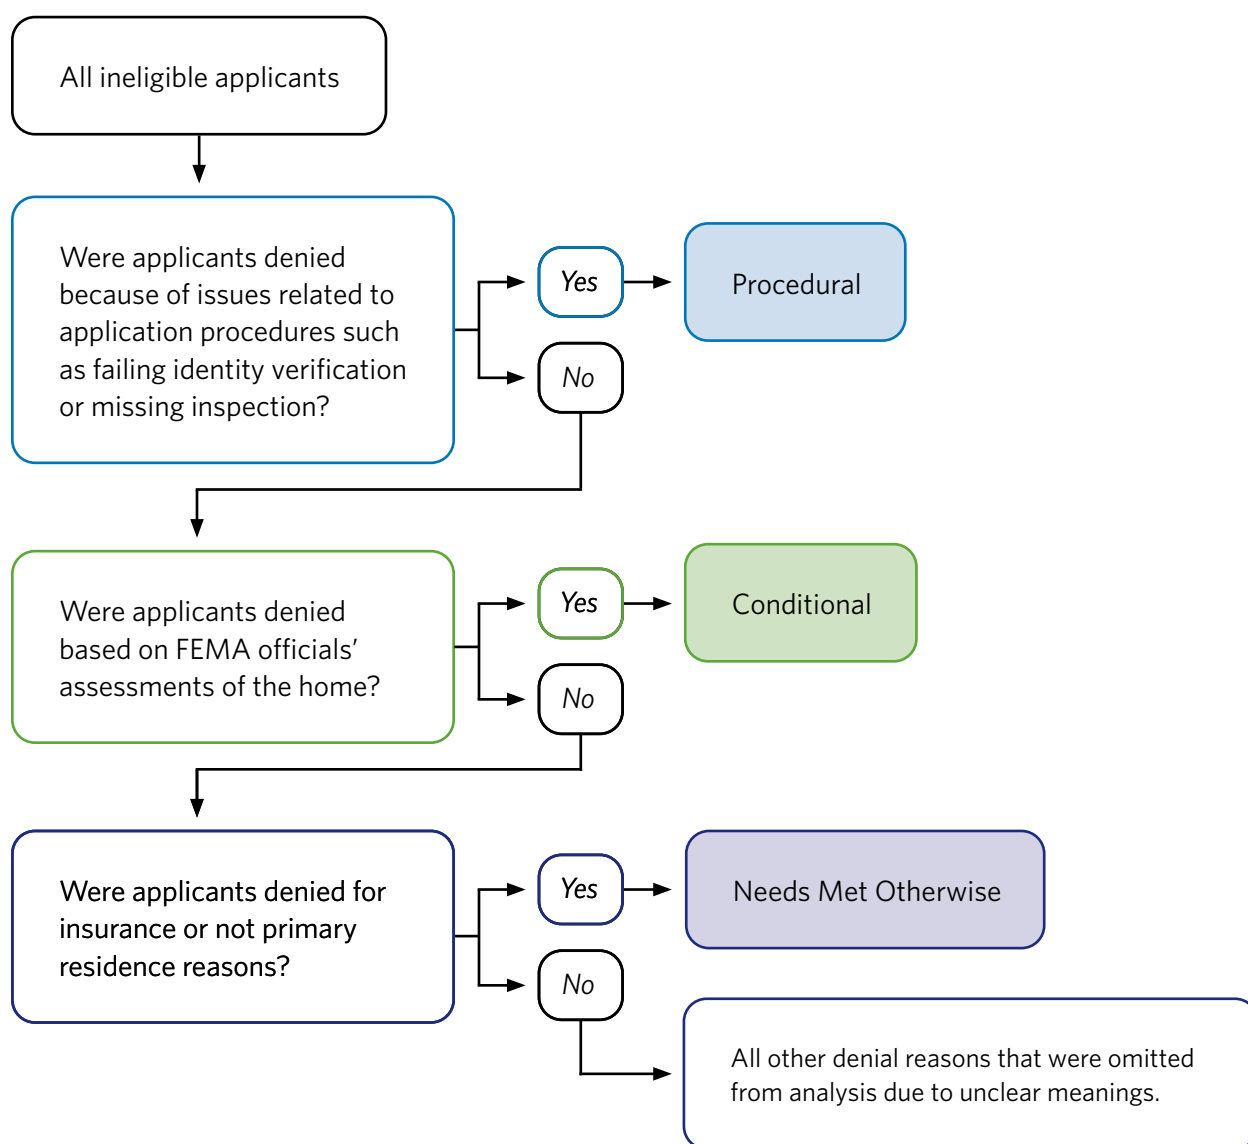 All ineligible applicants
Were applicants denied
because of issues related to
application procedures such
as failing identity verification
or missing inspection?
Yes
Procedural
No
Were applicants denied
based on FEMA officials’
assessments of the home?
Yes
Conditional
No
Were applicants denied for
insurance or not primary
residence reasons?
Yes
Needs Met Otherwise
No
All other denial reasons that were omitted
from analysis due to unclear meanings.